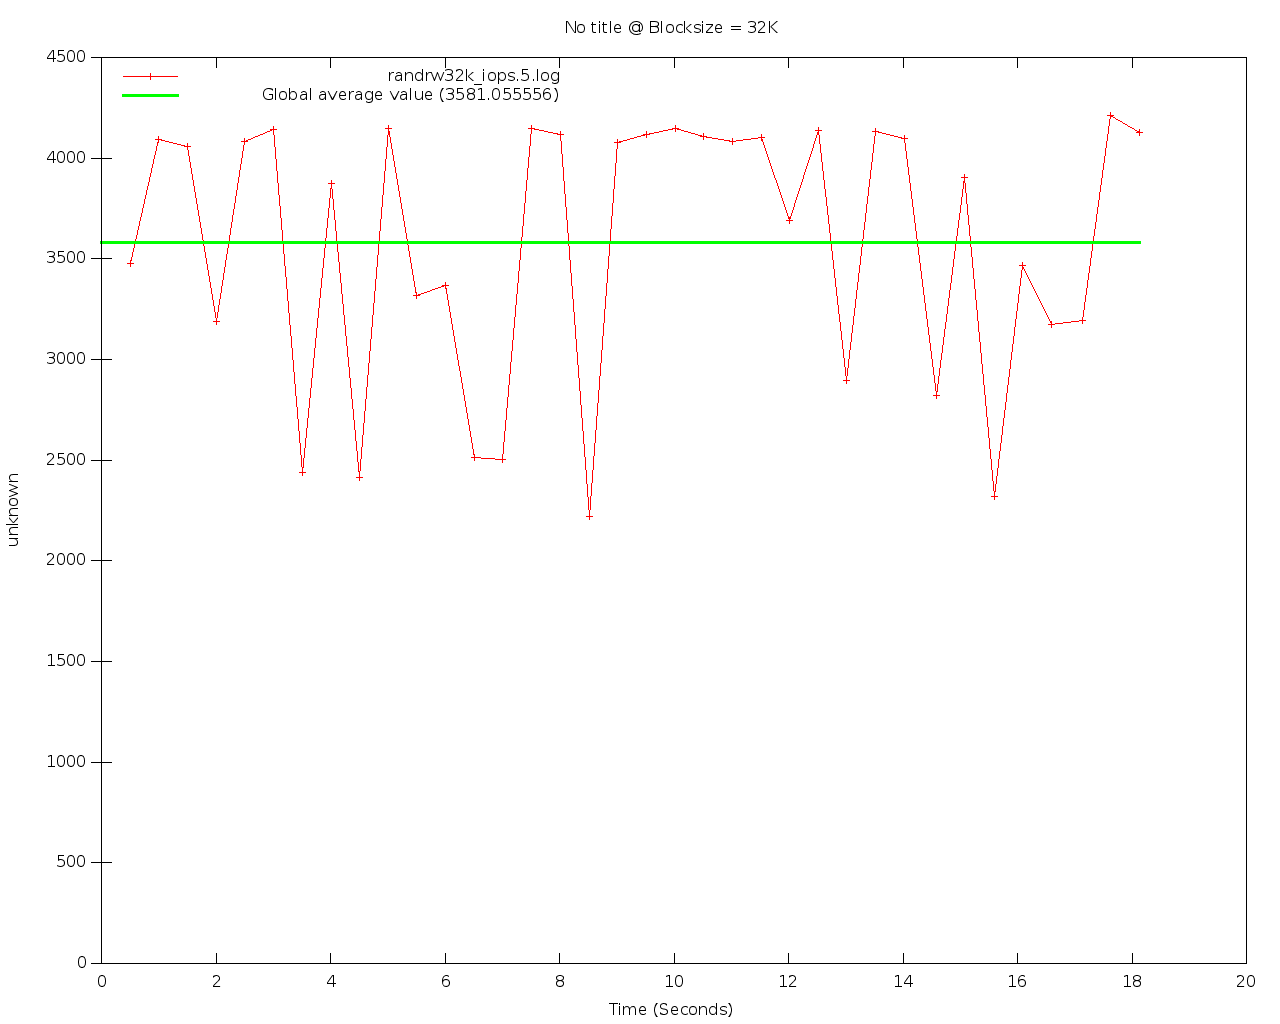 No title @ Blocksize = 32K
randrw32k_iops.5.log
Global average value (3581.055556)
4500
4000
3500
3000
2500
2000
1500
1000
500
0
unknown
0 2 4 6 8 10 12 14 16 18 20
Time (Seconds)